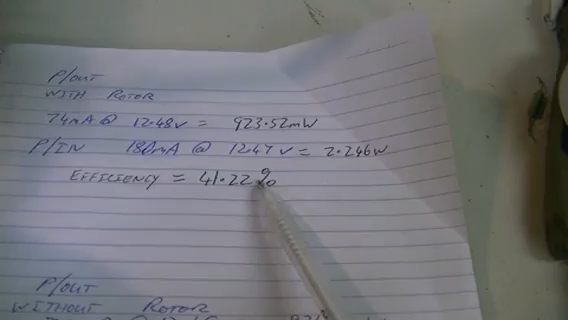 P/OUT
WITH ROTOR
74mA @ 12.48V = 923.52mW
P/IN 180mA @ 12.47V = 2.246W
EFFICIENCY = 41.22%
P/OUT
WITHOUT ROTOR